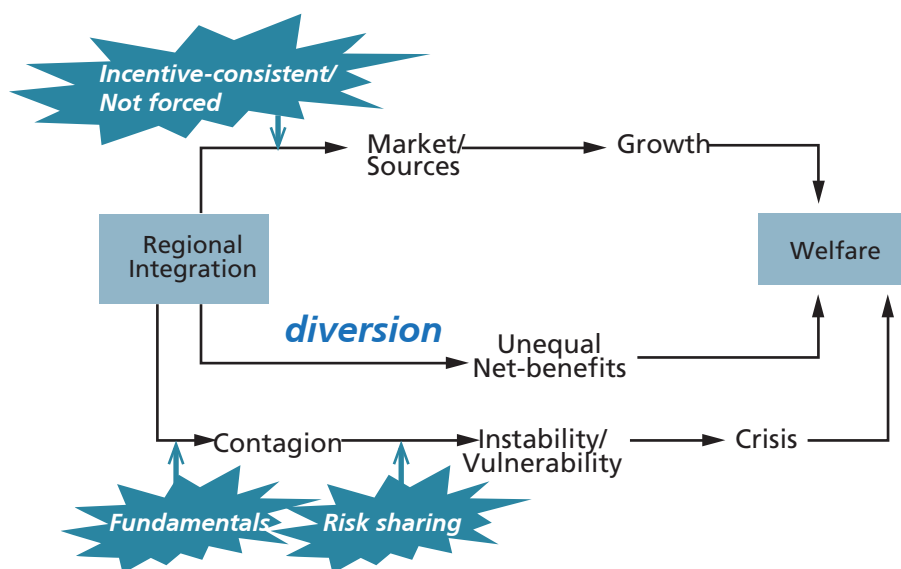 Incentive-consistent/
Not forced
Market/
Sources
Growth
Regional
Integration
Welfare
diversion
Unequal
Net-benefits
Contagion
Instability/
Vulnerability
Crisis
Fundamentals
Risk sharing